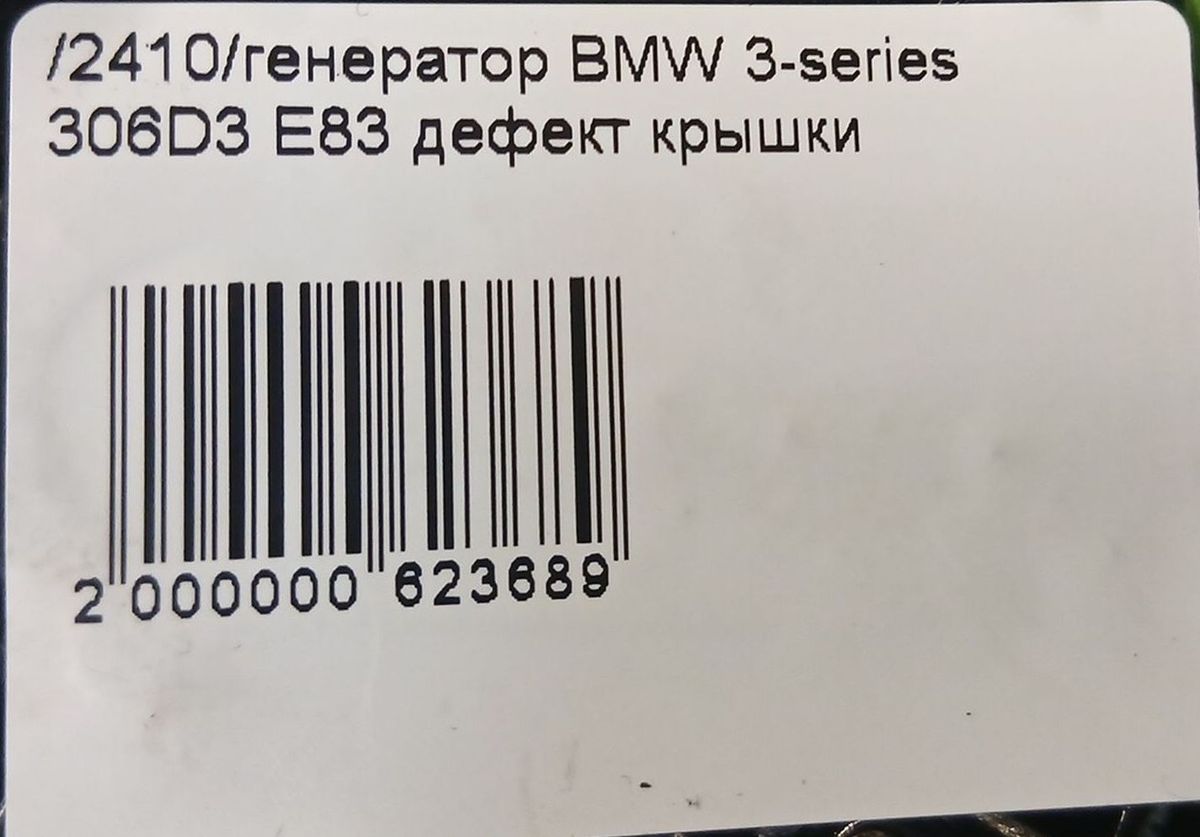 /2410/генератор BMW 3-series
306D3 E83 дефект крышки
2 000000 623689